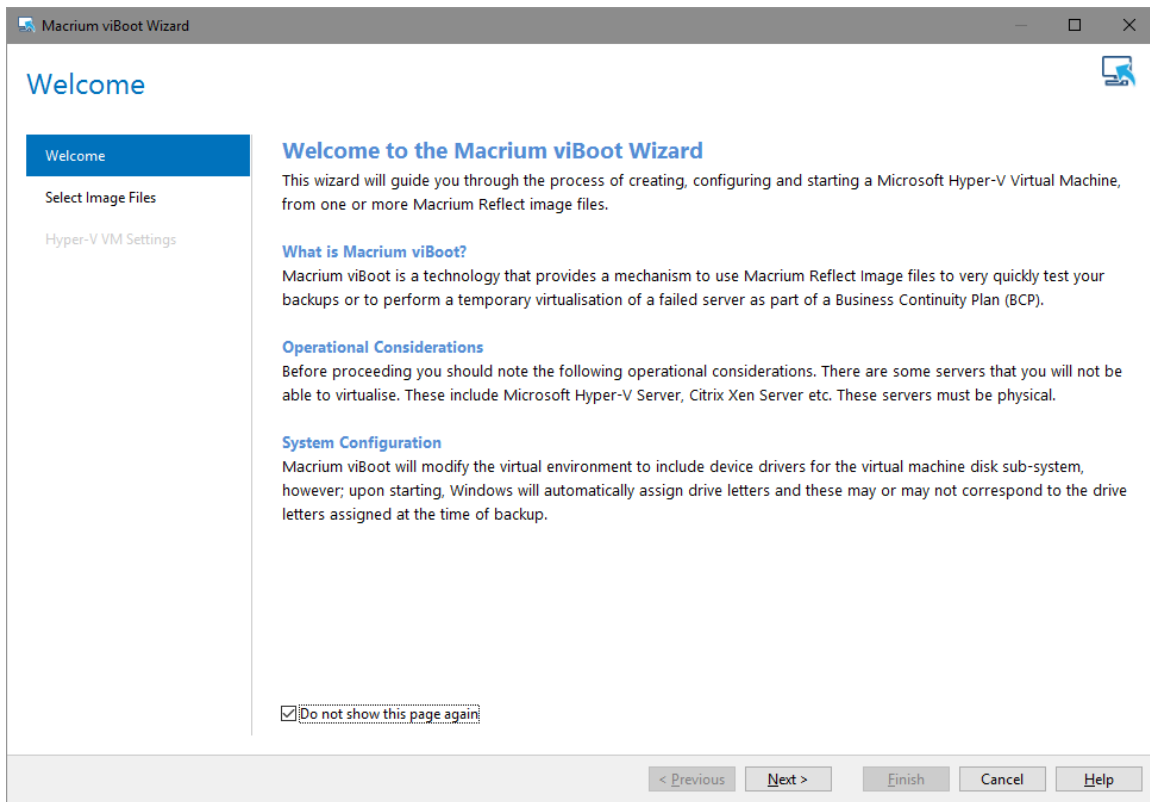 Macrium viBoot Wizard
Welcome
Welcome
Select Image Files
Hyper-V VM Settings
Welcome to the Macrium viBoot Wizard
This wizard will guide you through the process of creating, configuring and starting a Microsoft Hyper-V Virtual Machine,
from one or more Macrium Reflect image files.
What is Macrium viBoot?
Macrium viBoot is a technology that provides a mechanism to use Macrium Reflect Image files to very quickly test your
backups or to perform a temporary virtualisation of a failed server as part of a Business Continuity Plan (BCP).
Operational Considerations
Before proceeding you should note the following operational considerations. There are some servers that you will not be
able to virtualise. These include Microsoft Hyper-V Server, Citrix Xen Server etc. These servers must be physical.
System Configuration
Macrium viBoot will modify the virtual environment to include device drivers for the virtual machine disk sub-system,
however; upon starting, Windows will automatically assign drive letters and these may or may not correspond to the drive
letters assigned at the time of backup.
Do not show this page again
< Previous Next > Finish Cancel Help